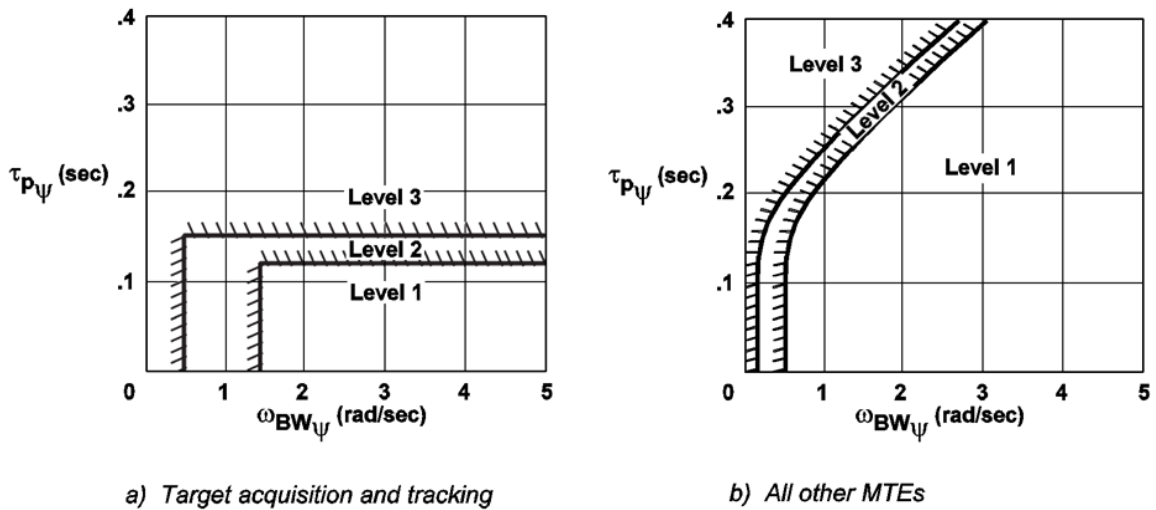 .4
.3
.2
.1
τpψ (sec)
Level 3
Level 2
Level 1
0 1 2 3 4 5
ωBWψ (rad/sec)
a) Target acquisition and tracking
.4
.3
.2
.1
τpψ (sec)
Level 3
Level 2
Level 1
0 1 2 3 4 5
ωBWψ (rad/sec)
b) All other MTEs